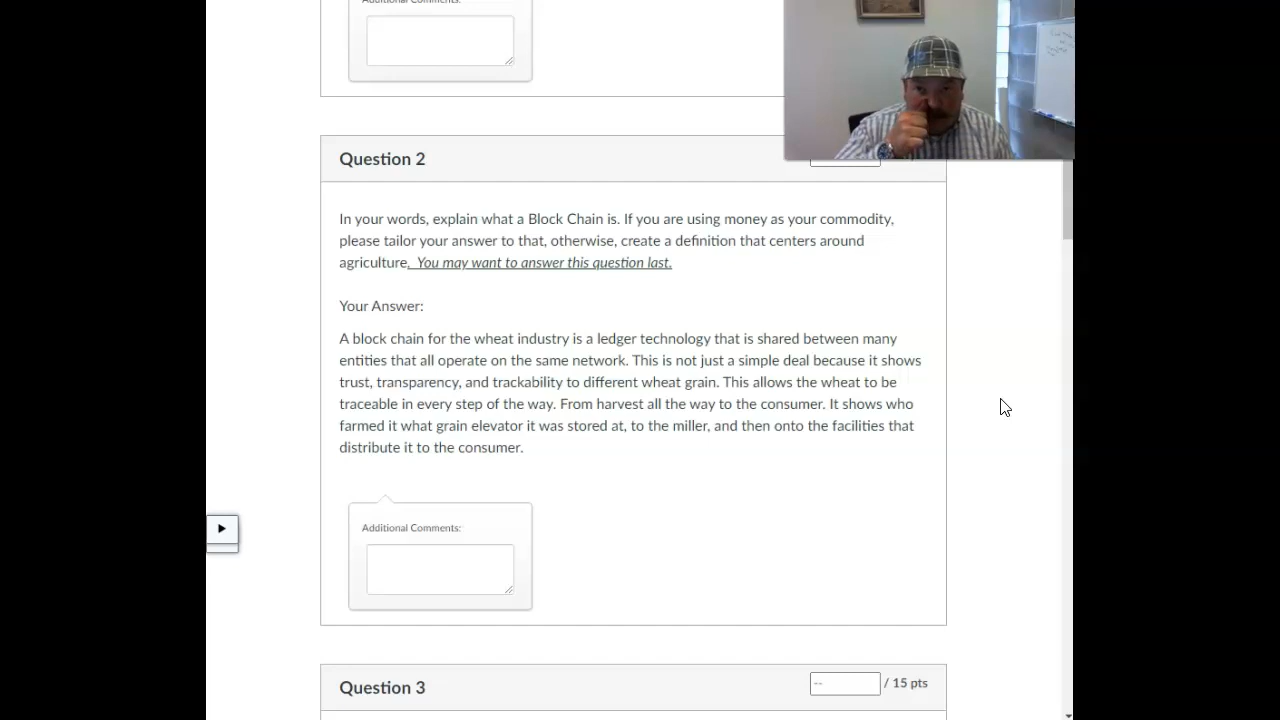 Additional Comments:
Question 2
In your words, explain what a Block Chain is. If you are using money as your commodity,
please tailor your answer to that, otherwise, create a definition that centers around
agriculture.  You may want to answer this question last.
Your Answer:
A block chain for the wheat industry is a ledger technology that is shared between many
entities that all operate on the same network. This is not just a simple deal because it shows
trust, transparency, and trackability to different wheat grain. This allows the wheat to be
traceable in every step of the way. From harvest all the way to the consumer. It shows who
farmed it what grain elevator it was stored at, to the miller, and then onto the facilities that
distribute it to the consumer.
Additional Comments:
Question 3
-- / 15 pts